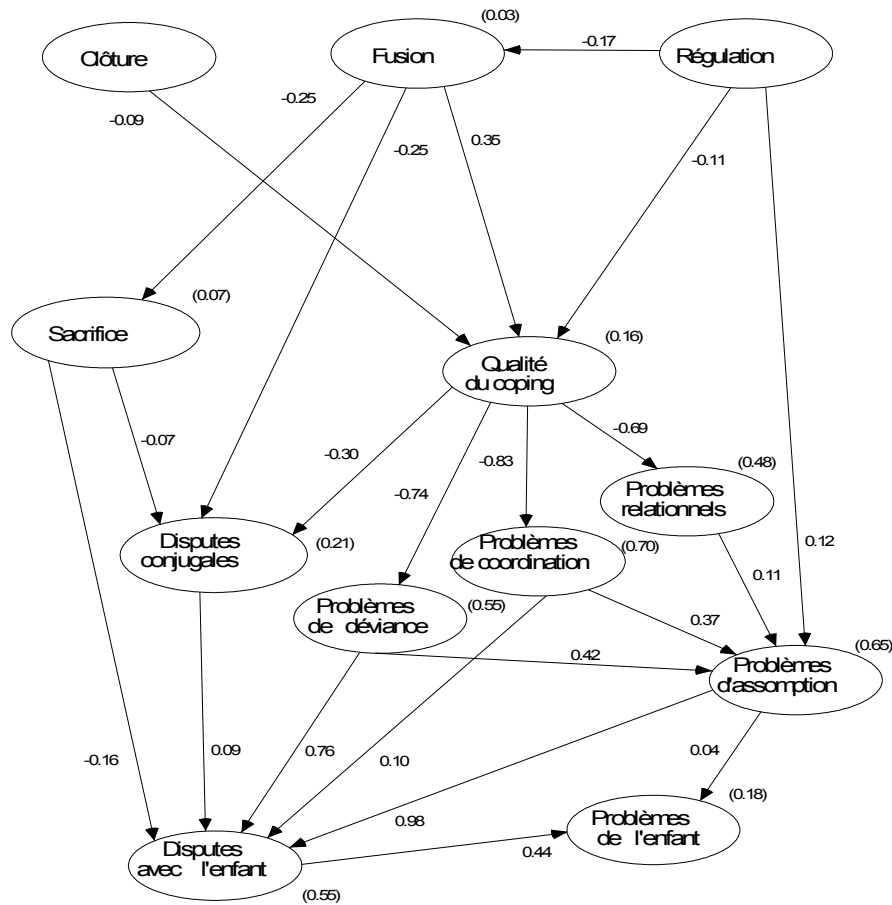 (0.03)
Clôture
Fusion
-0.17
Régulation
-0.09
-0.25
-0.25
0.35
-0.11
(0.07)
Sacrifice
(0.16)
Qualité
du coping
-0.07
-0.30
-0.83
-0.69
(0.48)
-0.74
Problèmes
relationnels
Disputes
conjugales
(0.21)
Problèmes
de coordination
(0.70)
0.12
0.11
Problèmes
de déviance
(0.55)
0.37
(0.65)
0.42
Problèmes
d'assomption
-0.16
0.09
0.76
0.10
0.04
(0.18)
0.98
Problèmes
de l'enfant
Disputes
avec l'enfant
0.44
(0.55)